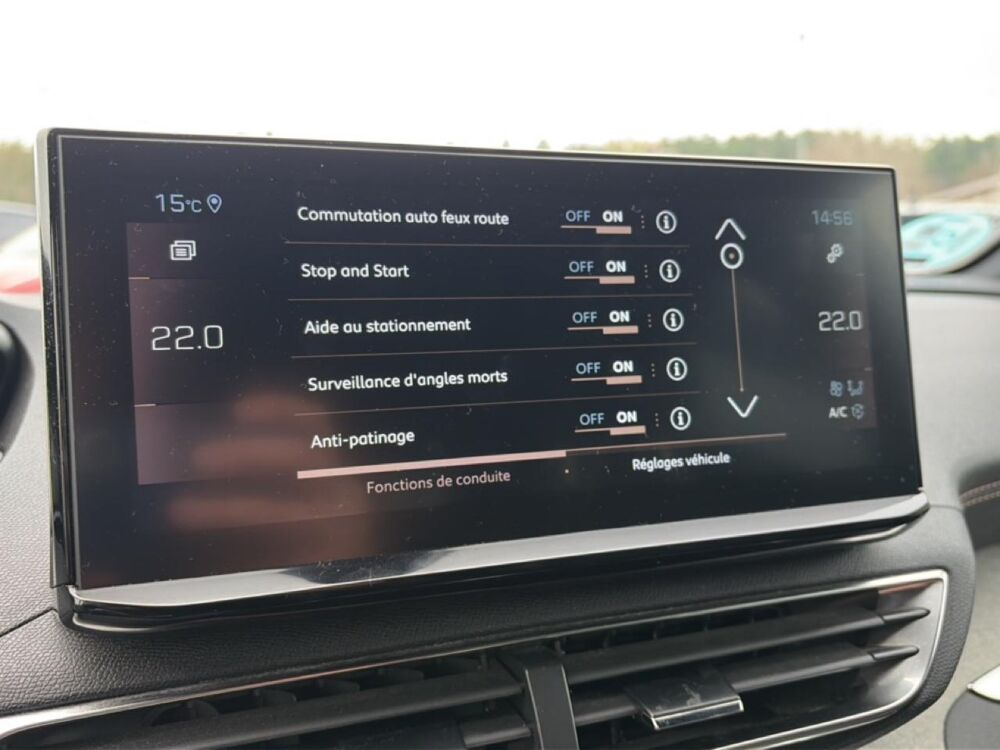 15°C
14:56
Commutation auto feux route OFF ON
Stop and Start OFF ON
22.0
22.0
Aide au stationnement OFF ON
Surveillance d'angles morts OFF ON
A/C
Anti-patinage OFF ON
Fonctions de conduite
Réglages véhicule